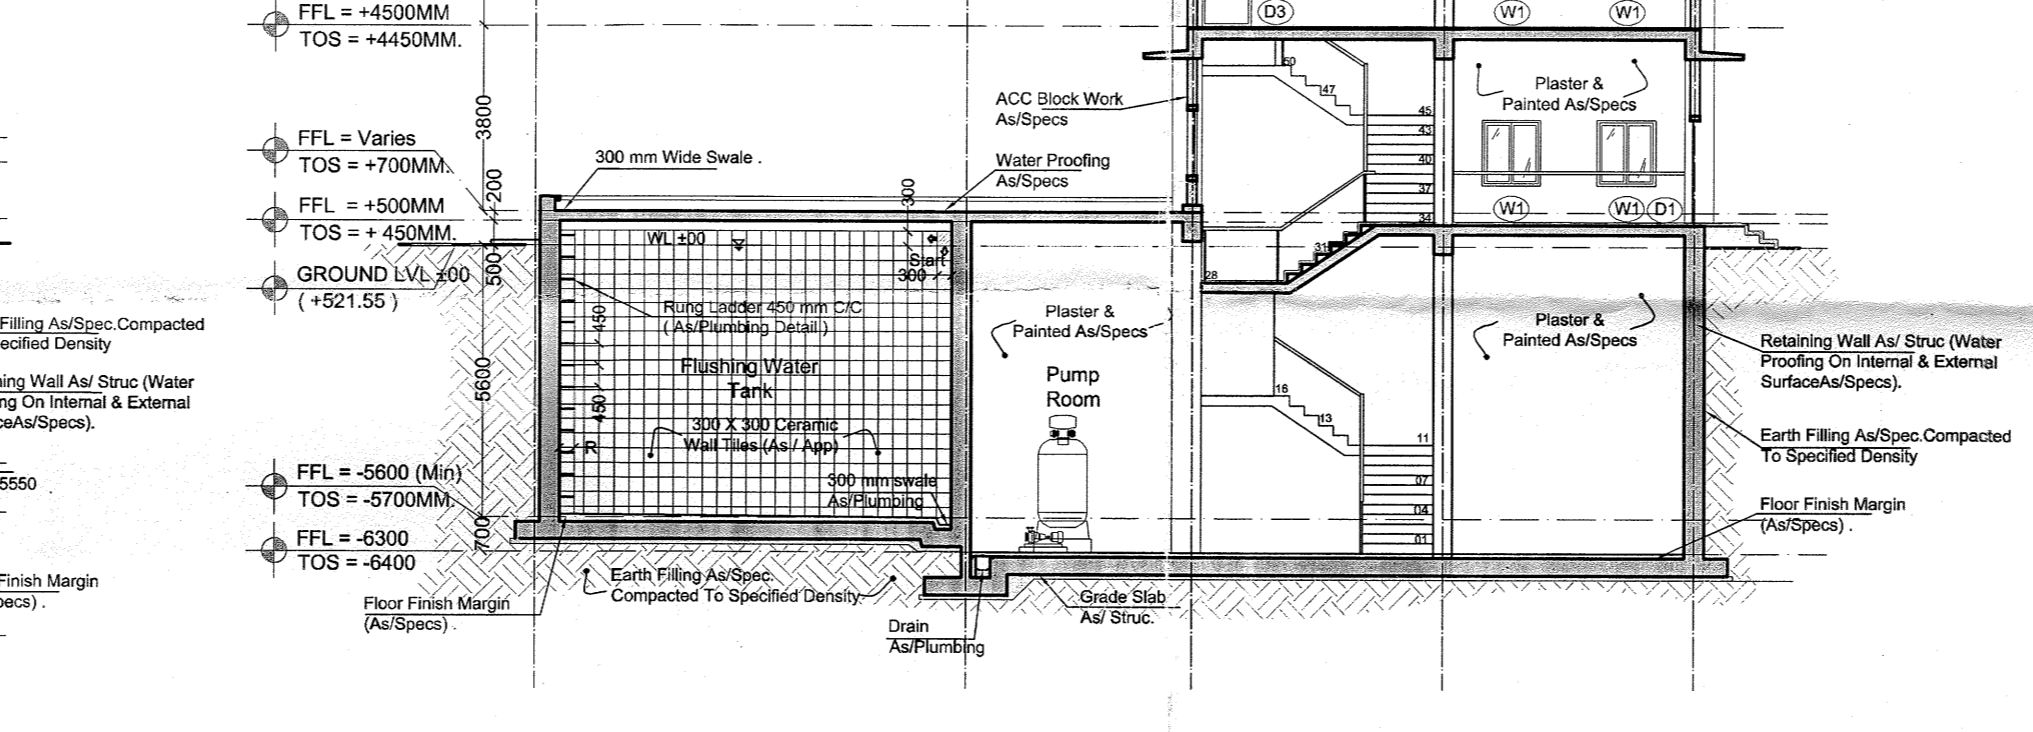 FFL = +4500MM
TOS = +4450MM.
D3
W1
W1
3800
ACC Block Work
As/Specs
Plaster &
Painted As/Specs
60
47
45
43
40
37
34
FFL = Varies
TOS = +700MM.
200
300 mm Wide Swale .
Water Proofing
As/Specs
300
FFL = +500MM
TOS = + 450MM.
W1
W1
D1
WL ±00
Start
300
31
28
GROUND LVL ±00
( +521.55 )
500
Rung Ladder 450 mm C/C
( As/Plumbing Detail )
450
Plaster &
Painted As/Specs
Plaster &
Painted As/Specs
Filling As/Spec.Compacted
ecified Density
Retaining Wall As/ Struc (Water
Proofing On Internal & External
SurfaceAs/Specs).
ning Wall As/ Struc (Water
ng On Internal & External
ceAs/Specs).
5600
Flushing Water
Tank
450
Pump
Room
16
13
11
07
04
01
300 X 300 Ceramic
Wall Tiles (As / App)
R
Earth Filling As/Spec.Compacted
To Specified Density
5550
FFL = -5600 (Min)
TOS = -5700MM.
300 mm swale
As/Plumbing
Floor Finish Margin
(As/Specs) .
700
FFL = -6300
TOS = -6400
Finish Margin
pecs) .
Earth Filling As/Spec.
Compacted To Specified Density
Floor Finish Margin
(As/Specs) .
Grade Slab
As/ Struc.
Drain
As/Plumbing